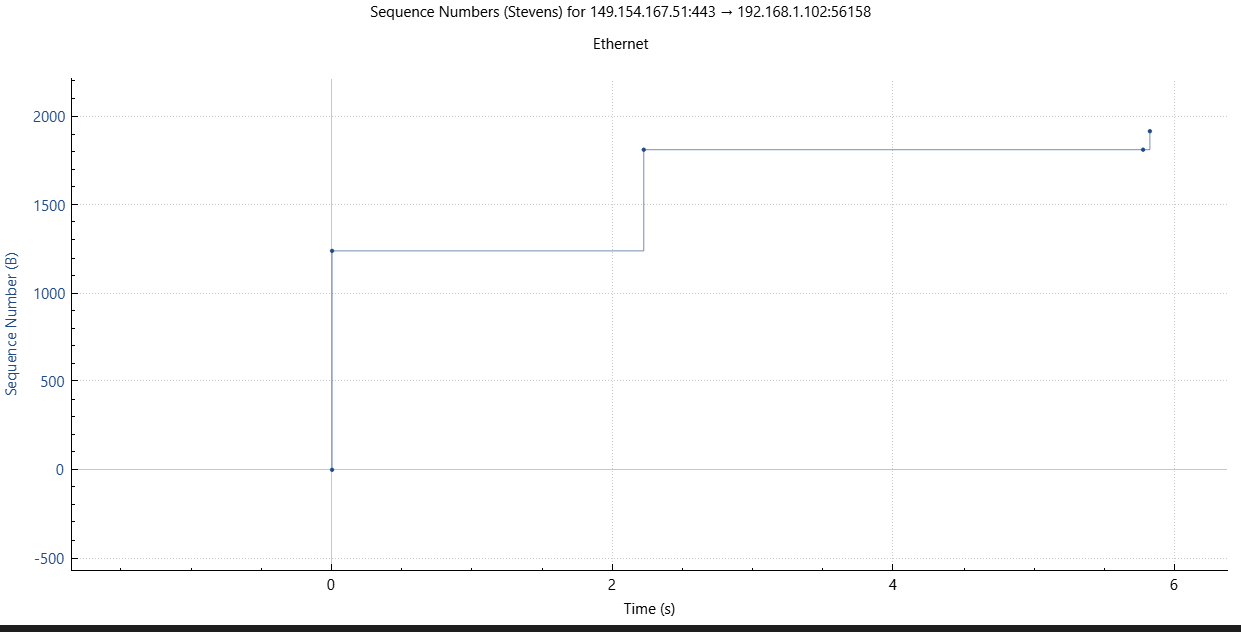 Sequence Numbers (Stevens) for 149.154.167.51:443 → 192.168.1.102:56158
Ethernet
2000
1500
1000
500
0
-500
Sequence Number (B)
0 2 4 6
Time (s)